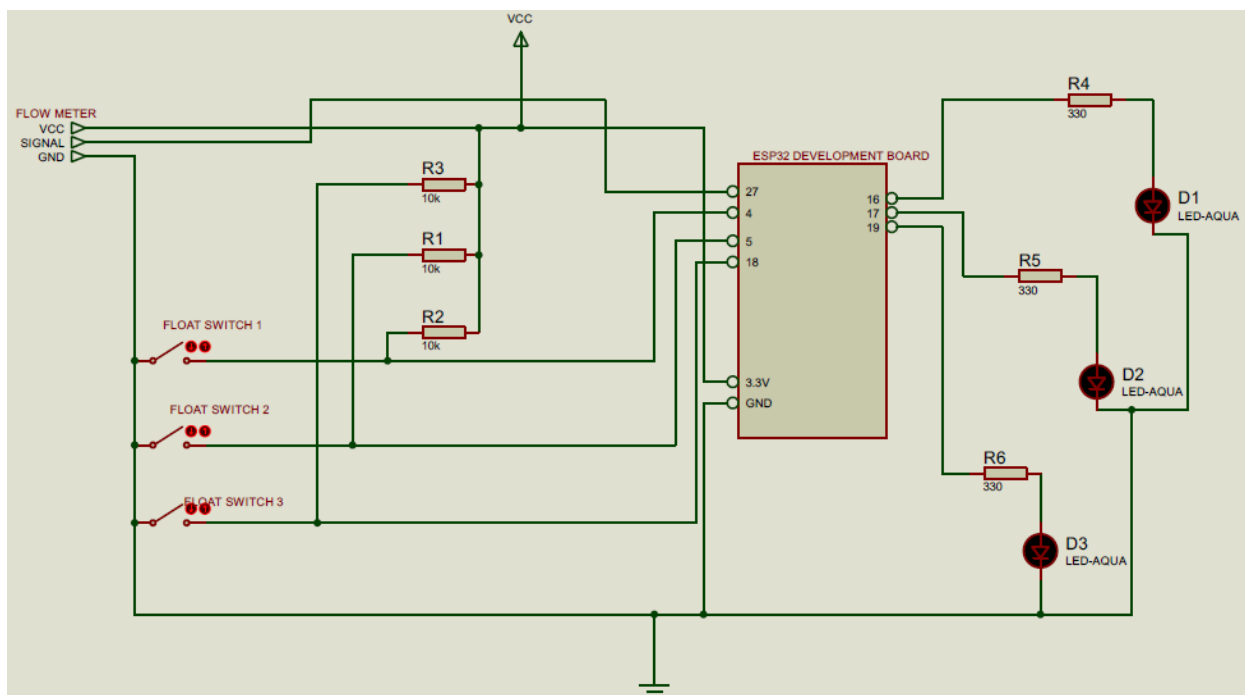 VCC
FLOW METER
VCC
SIGNAL
GND
R3
10k
R1
10k
R2
10k
FLOAT SWITCH 1
FLOAT SWITCH 2
FLOAT SWITCH 3
ESP32 DEVELOPMENT BOARD
27
4
5
18
3.3V
GND
16
17
19
R4
330
D1
LED-AQUA
R5
330
D2
LED-AQUA
R6
330
D3
LED-AQUA